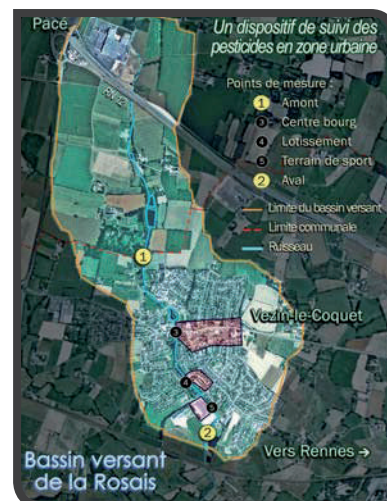 Pacé
Un dispositif de suivi des
pesticides en zone urbaine
Points de mesure :
1 Amont
3 Centre bourg
4 Lotissement
5 Terrain de sport
2 Aval
Limite du bassin versant
Limite communale
Ruisseau
1
Vezin-le-Coquet
3
4
5
2
Bassin versant
de la Rosais
Vers Rennes →